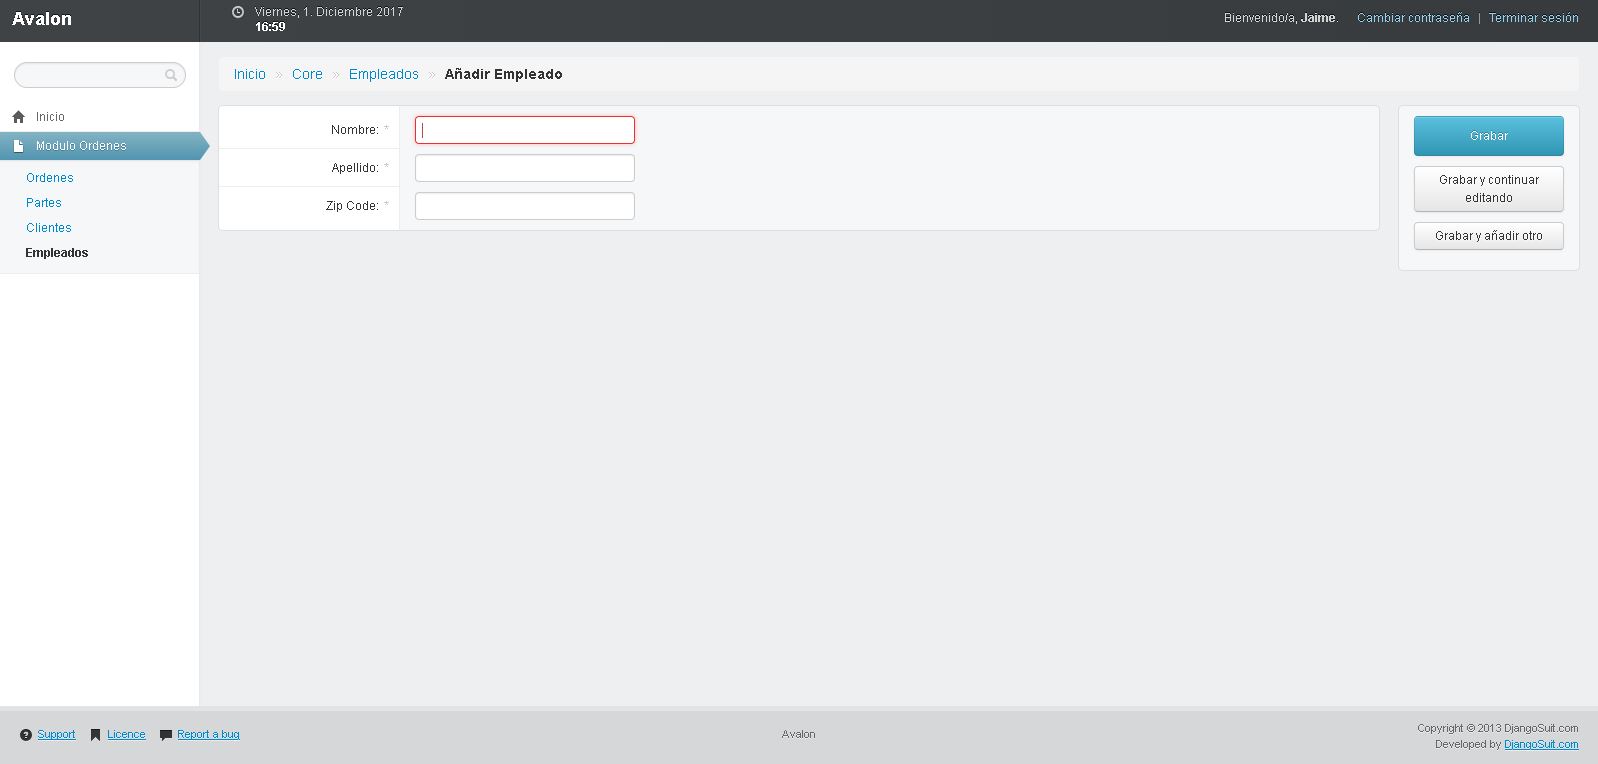 Avalon
Viernes, 1. Diciembre 2017
16:59
Bienvenido/a, Jaime. Cambiar contraseña | Terminar sesión
Inicio
Modulo Ordenes
Ordenes
Partes
Clientes
Empleados
Inicio » Core » Empleados » Añadir Empleado
Nombre: *
Apellido: *
Zip Code: *
Grabar
Grabar y continuar
editando
Grabar y añadir otro
Support Licence Report a bug
Avalon
Copyright © 2013 DjangoSuit.com
Developed by DjangoSuit.com